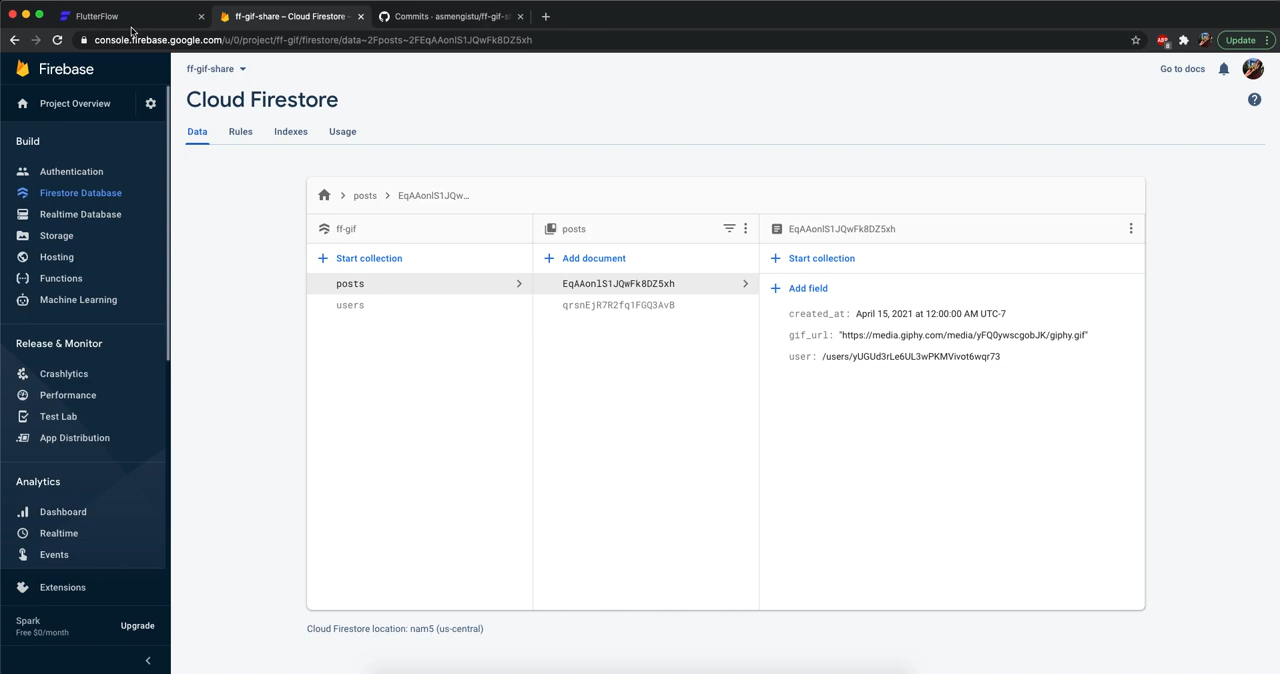 FlutterFlow
ff-gif-share – Cloud Firestore -
Commits · asmengistu/ff-gif-s
console.firebase.google.com/u/0/project/ff-gif/firestore/data~2Fposts~2FEqAAonlS1JQwFk8DZ5xh
ABP
8
Update
Firebase
ff-gif-share
Go to docs
Project Overview
Cloud Firestore
Data Rules Indexes Usage
Build
Authentication
Firestore Database
Realtime Database
Storage
Hosting
Functions
Machine Learning
Release & Monitor
Crashlytics
Performance
Test Lab
App Distribution
Analytics
Dashboard
Realtime
Events
Extensions
Spark
Free $0/month
Upgrade
posts
EqAAonlS1JQw...
ff-gif
Start collection
posts
users
posts
Add document
EqAAonlS1JQwFk8DZ5xh
qrsnEjR7R2fq1FGQ3AvB
EqAAonlS1JQwFk8DZ5xh
Start collection
Add field
created_at: April 15, 2021 at 12:00:00 AM UTC-7
gif_url: "https://media.giphy.com/media/yFQ0ywscgobJK/giphy.gif"
user: /users/yUGUd3rLe6UL3wPKMVivot6wqr73
Cloud Firestore location: nam5 (us-central)